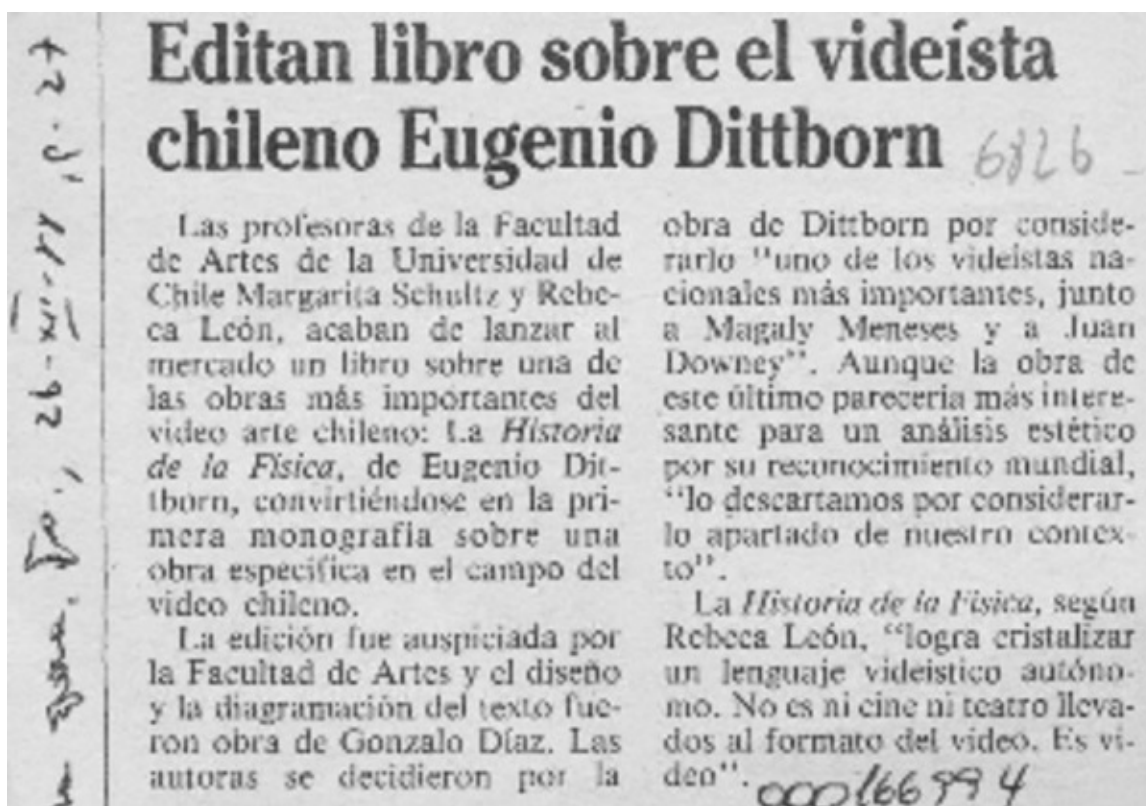 Editan libro sobre el videísta
chileno Eugenio Dittborn
6826
Las profesoras de la Facultad
de Artes de la Universidad de
Chile Margarita Schultz y Rebe-
ca León, acaban de lanzar al
mercado un libro sobre una de
las obras más importantes del
video arte chileno: La Historia
de la Física, de Eugenio Dit-
tborn, convirtiéndose en la pri-
mera monografía sobre una
obra específica en el campo del
video chileno.
La edición fue auspiciada por
la Facultad de Artes y el diseño
y la diagramación del texto fue-
ron obra de Gonzalo Díaz. Las
autoras se decidieron por la
obra de Dittborn por conside-
rarlo "uno de los videístas na-
cionales más importantes, junto
a Magaly Meneses y a Juan
Downey". Aunque la obra de
este último parecería más intere-
sante para un análisis estético
por su reconocimiento mundial,
"lo descartamos por considerar-
lo apartado de nuestro contex-
to".
La Historia de la Física, según
Rebeca León, "logra cristalizar
un lenguaje videístico autóno-
mo. No es ni cine ni teatro lleva-
dos al formato del video. Es vi-
deo".
000166994
26-XII-88, p. 27